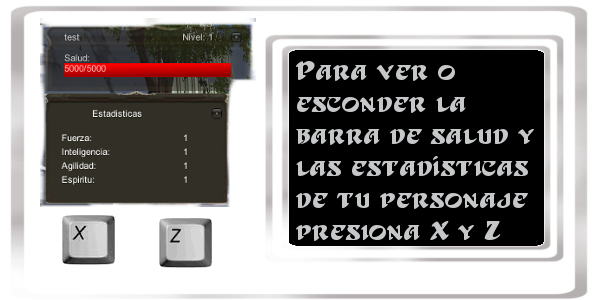 test Nivel: 1
Salud:
5000/5000
Estadisticas
Fuerza: 1
Inteligencia: 1
Agilidad: 1
Espiritu: 1
X Z
Para ver o
esconder la
barra de salud y
las estadísticas
de tu personaje
presiona X y Z